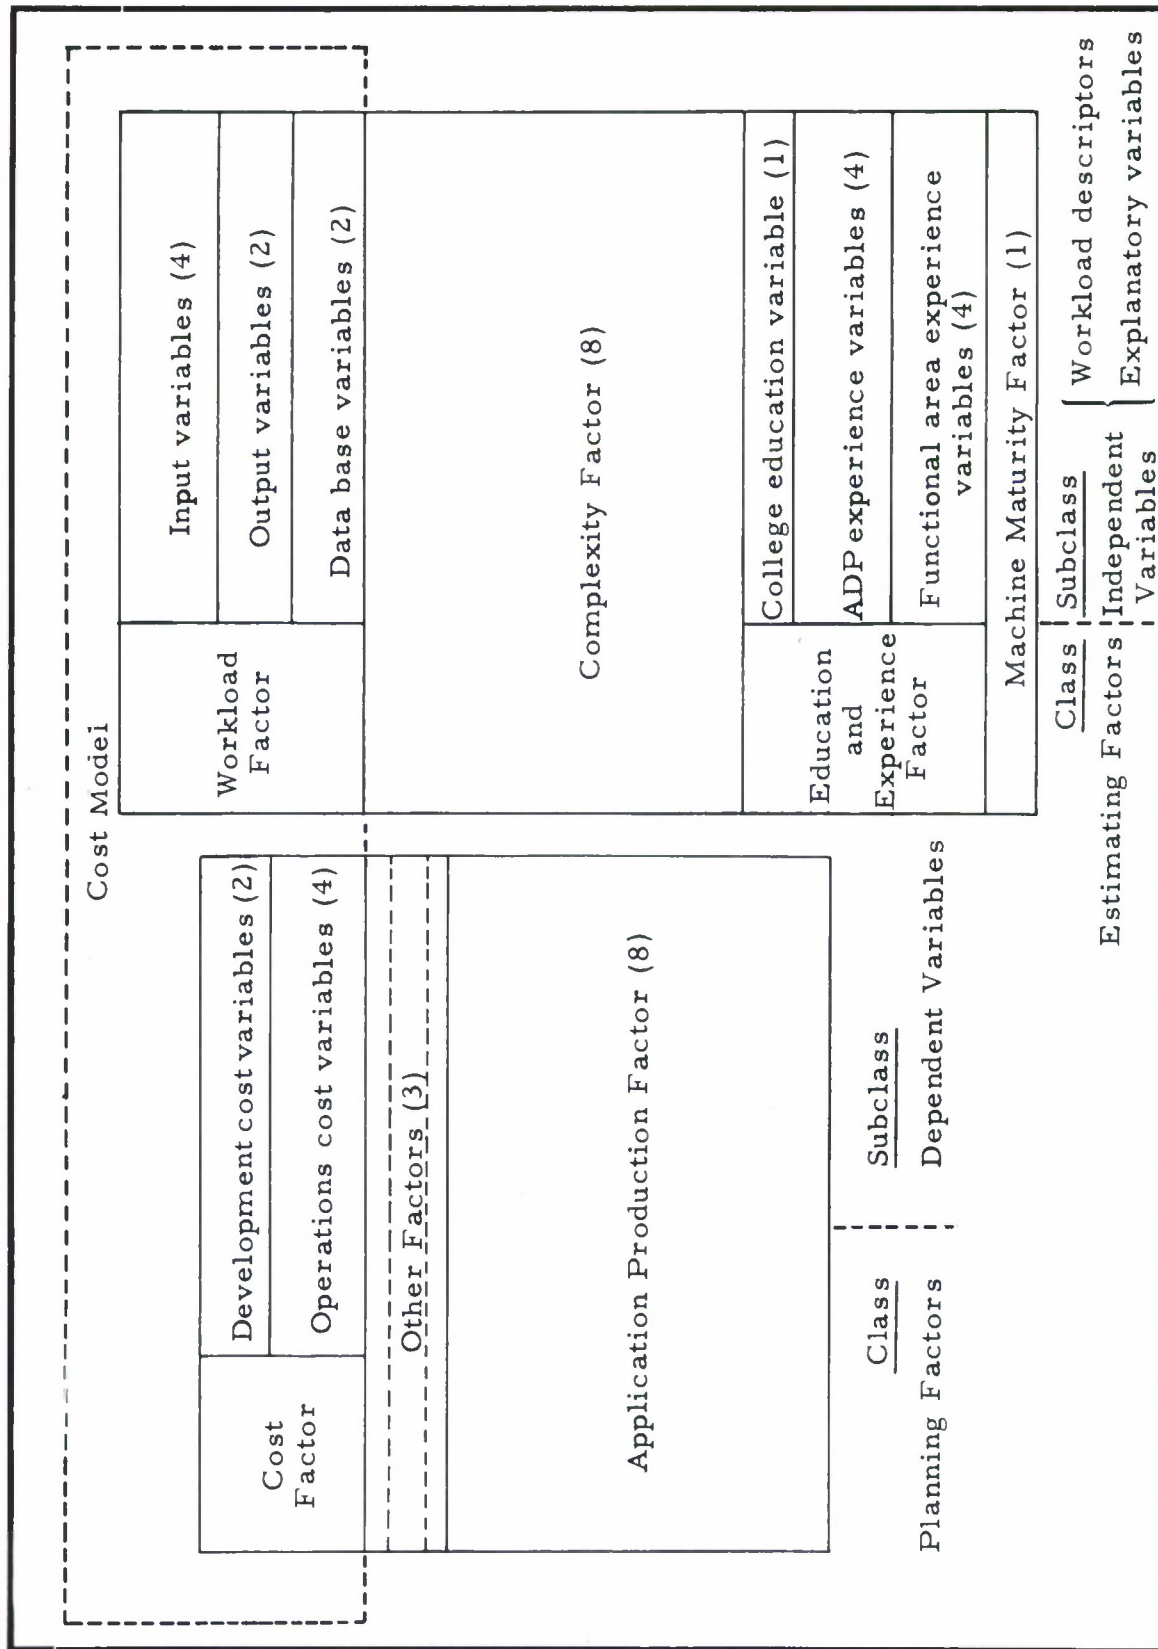 Cost Model
Development cost variables (2)
Cost
Factor
Operations cost variables (4)
Other Factors (3)
Application Production Factor (8)
Class
Subclass
Planning Factors
Dependent Variables
Input variables (4)
Workload
Factor
Output variables (2)
Data base variables (2)
Complexity Factor (8)
College education variable (1)
Education
and
Experience
Factor
ADP experience variables (4)
Functional area experience
variables (4)
Machine Maturity Factor (1)
Class
Subclass
Estimating Factors
Independent
Variables
Workload descriptors
Explanatory variables